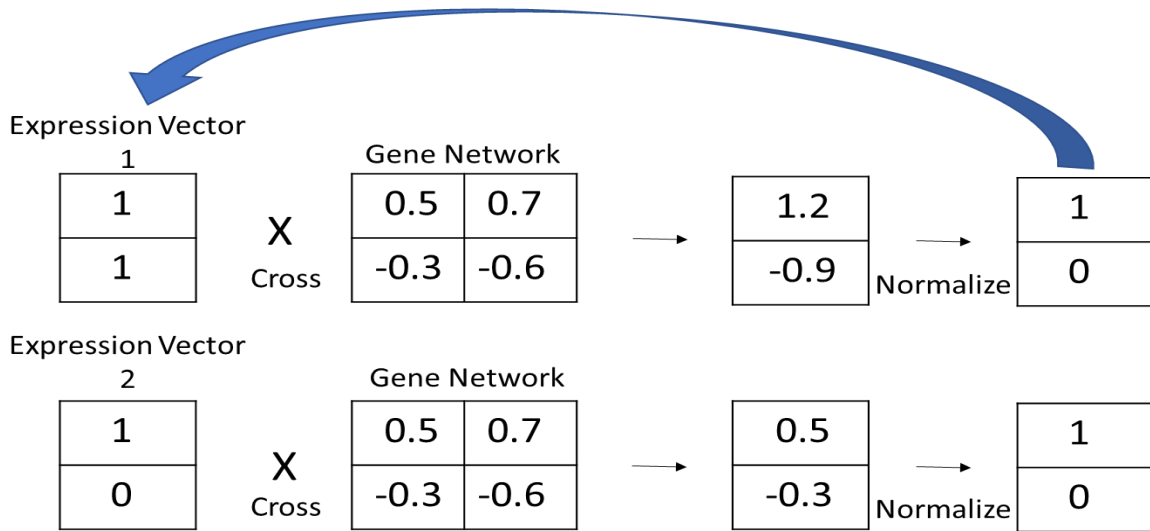 Expression Vector
1
Gene Network
1
0.5 0.7
1.2
1
X
Cross
1
-0.3 -0.6
-0.9
Normalize
0
Expression Vector
2
Gene Network
1
0.5 0.7
0.5
1
X
Cross
0
-0.3 -0.6
-0.3
Normalize
0